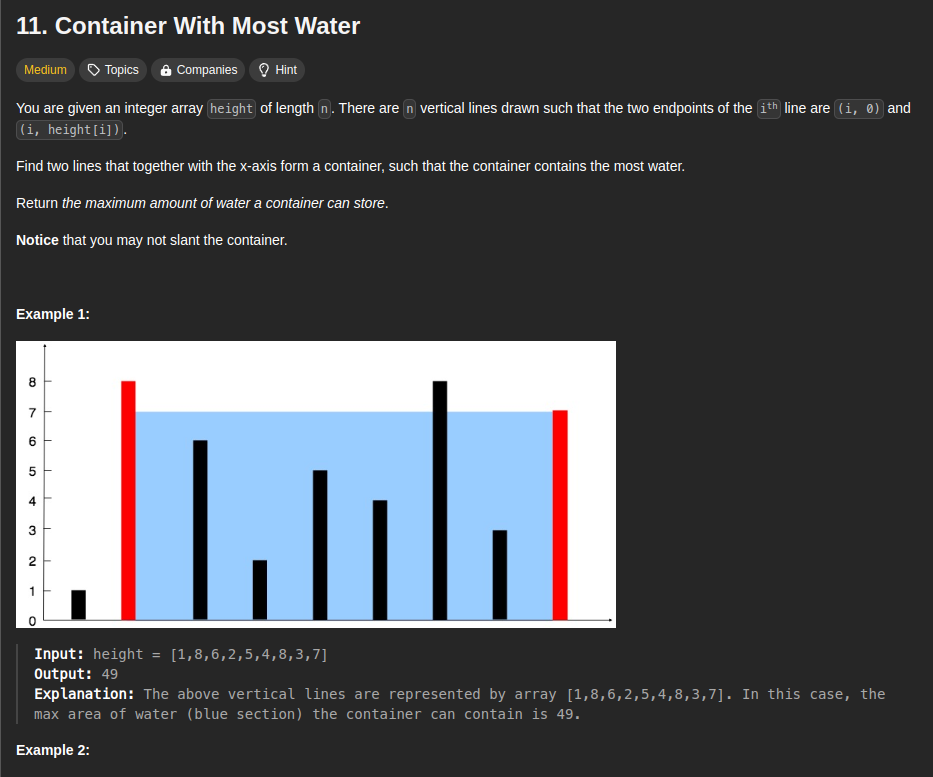 11. Container With Most Water
Medium Topics Companies Hint
You are given an integer array height of length n. There are n vertical lines drawn such that the two endpoints of the ith line are (i, 0) and
(i, height[i]).
Find two lines that together with the x-axis form a container, such that the container contains the most water.
Return the maximum amount of water a container can store.
Notice that you may not slant the container.
Example 1:
8
7
6
5
4
3
2
1
0
Input: height = [1,8,6,2,5,4,8,3,7]
Output: 49
Explanation: The above vertical lines are represented by array [1,8,6,2,5,4,8,3,7]. In this case, the
max area of water (blue section) the container can contain is 49.
Example 2: